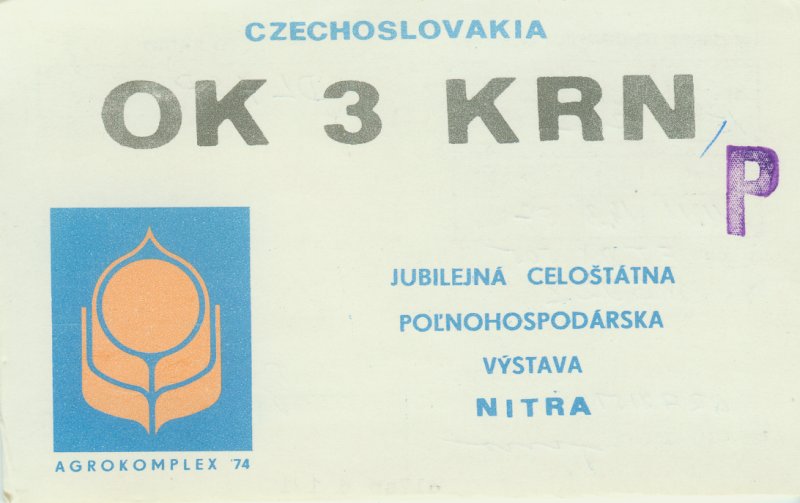 CZECHOSLOVAKIA
OK 3 KRN/P
JUBILEJNÁ CELOŠTÁTNA
POĽNOHOSPODÁRSKA
VÝSTAVA
NITRA
AGROKOMPLEX '74